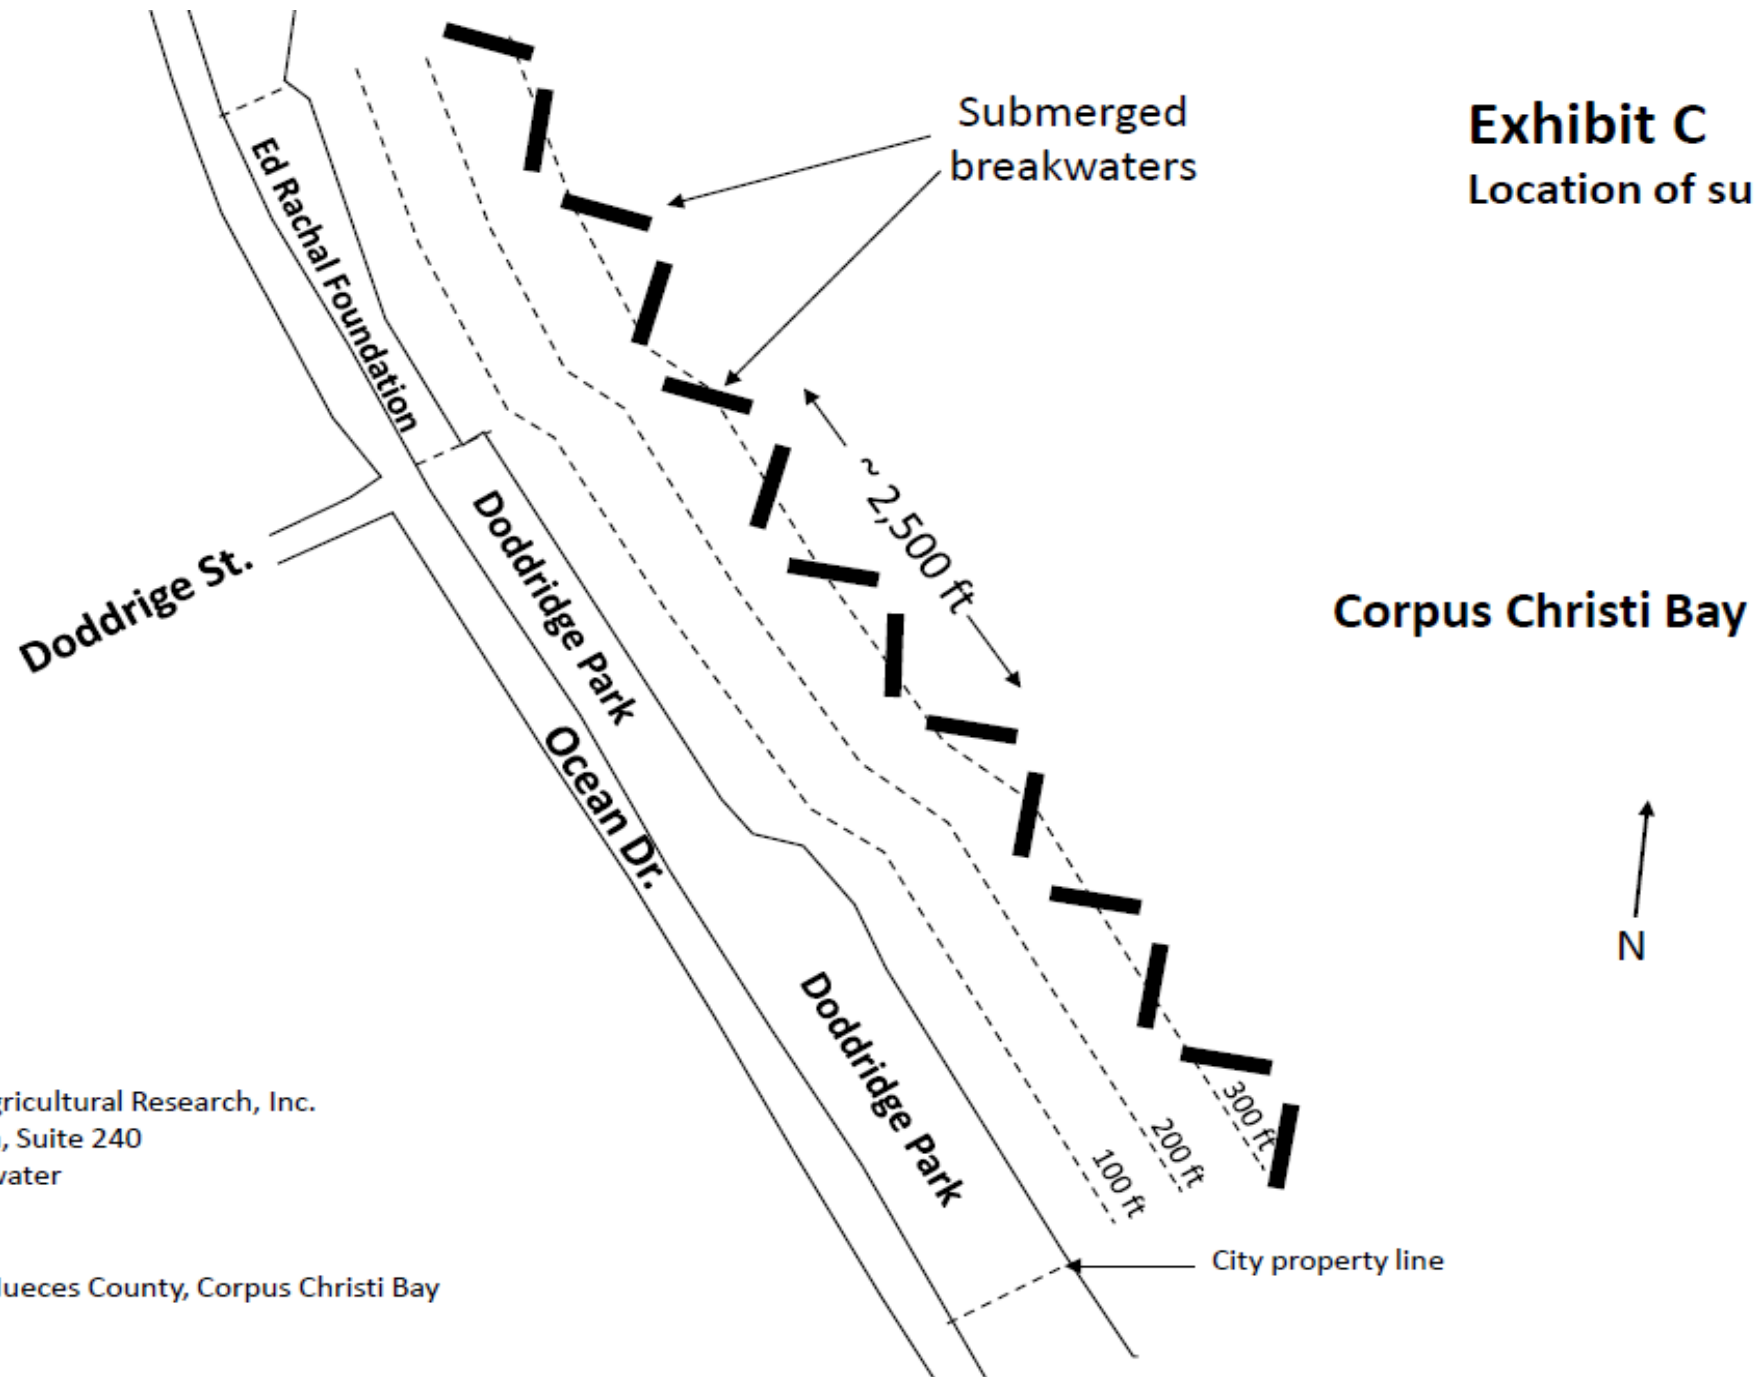 Submerged
breakwaters
Exhibit C
Location of su
Ed Rachal Foundation
~ 2,500 ft
Doddrige St.
Doddridge Park
Corpus Christi Bay
Ocean Dr.
N
Doddridge Park
300 ft
200 ft
100 ft
City property line
gricultural Research, Inc.
, Suite 240
water
Nueces County, Corpus Christi Bay